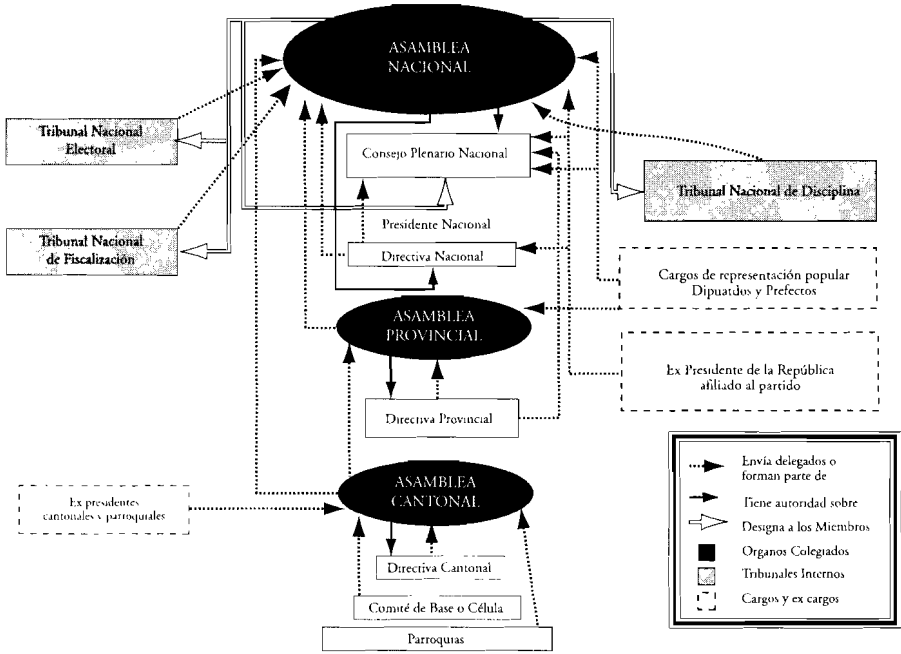 ASAMBLEA
NACIONAL
Tribunal Nacional
Electoral
Consejo Plenario Nacional
Tribunal Nacional de Disciplina
Presidente Nacional
Tribunal Nacional
de Fiscalización
Directiva Nacional
Cargos de representación popular
Dipuatdos y Prefectos
ASAMBLEA
PROVINCIAL
Ex Presidente de la República
afiliado al partido
Directiva Provincial
ASAMBLEA
CANTONAL
Ex presidentes
cantonales y parroquiales
Directiva Cantonal
Comité de Base o Célula
Parroquias
Envía delegados o
forman parte de
Tiene autoridad sobre
Designa a los Miembros
Organos Colegiados
Tribunales Internos
Cargos y ex cargos